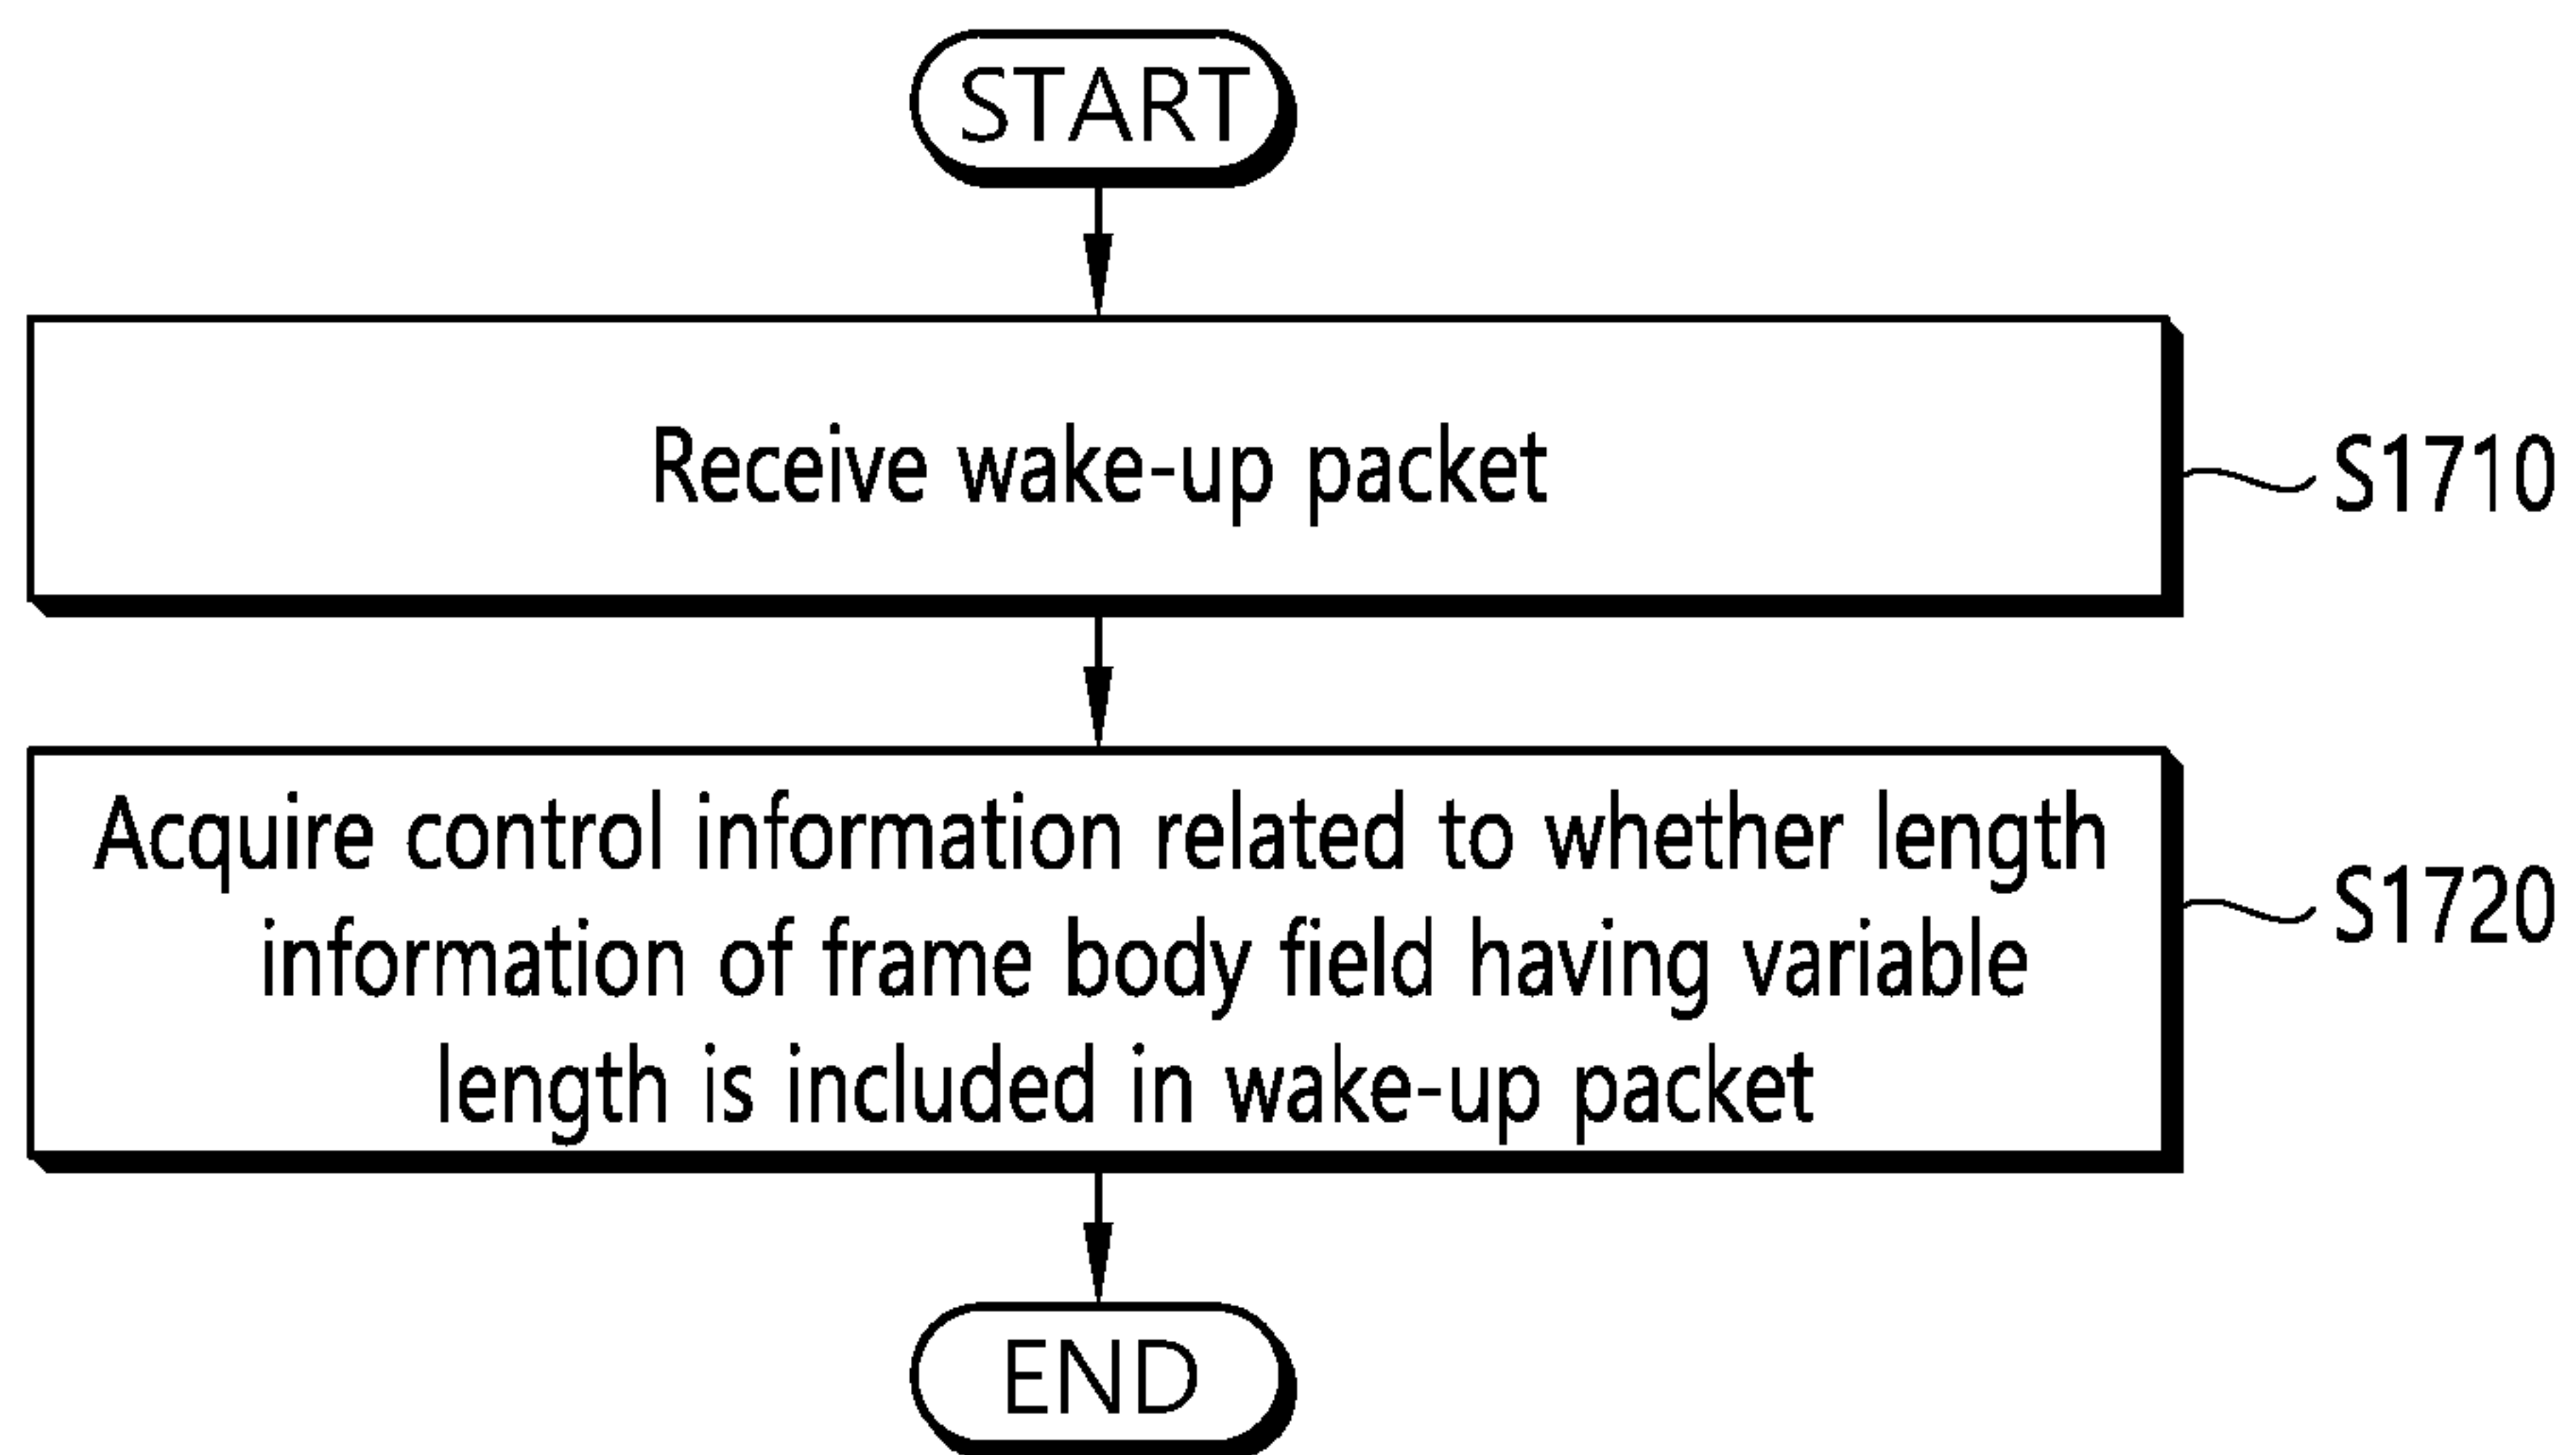 START
Receive wake-up packet
S1710
Acquire control information related to whether length
information of frame body field having variable
length is included in wake-up packet
S1720
END